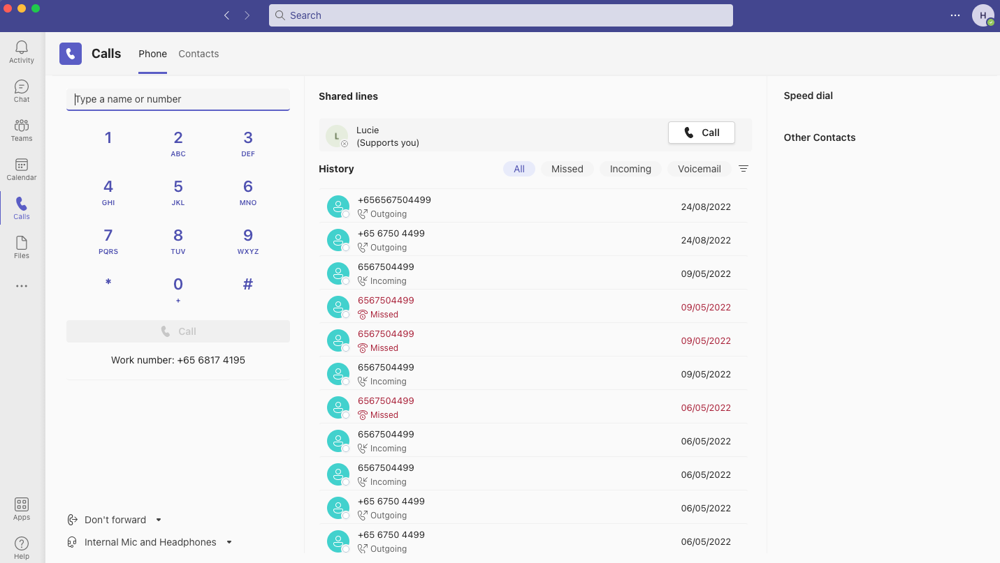 Search
H
Activity
Chat
Teams
Calendar
Calls
Files
Apps
Help
Calls
Phone
Contacts
Type a name or number
1
2
ABC
3
DEF
4
GHI
5
JKL
6
MNO
7
PQRS
8
TUV
9
WXYZ
*
0
+
#
Call
Work number: +65 6817 4195
Don't forward
Internal Mic and Headphones
Shared lines
L
Lucie
(Supports you)
Call
History
All
Missed
Incoming
Voicemail
+656567504499
Outgoing
24/08/2022
+65 6750 4499
Outgoing
24/08/2022
6567504499
Incoming
09/05/2022
6567504499
Missed
09/05/2022
6567504499
Missed
09/05/2022
6567504499
Incoming
09/05/2022
6567504499
Missed
06/05/2022
6567504499
Incoming
06/05/2022
6567504499
Incoming
06/05/2022
+65 6750 4499
Outgoing
06/05/2022
+65 6750 4499
Outgoing
06/05/2022
Speed dial
Other Contacts